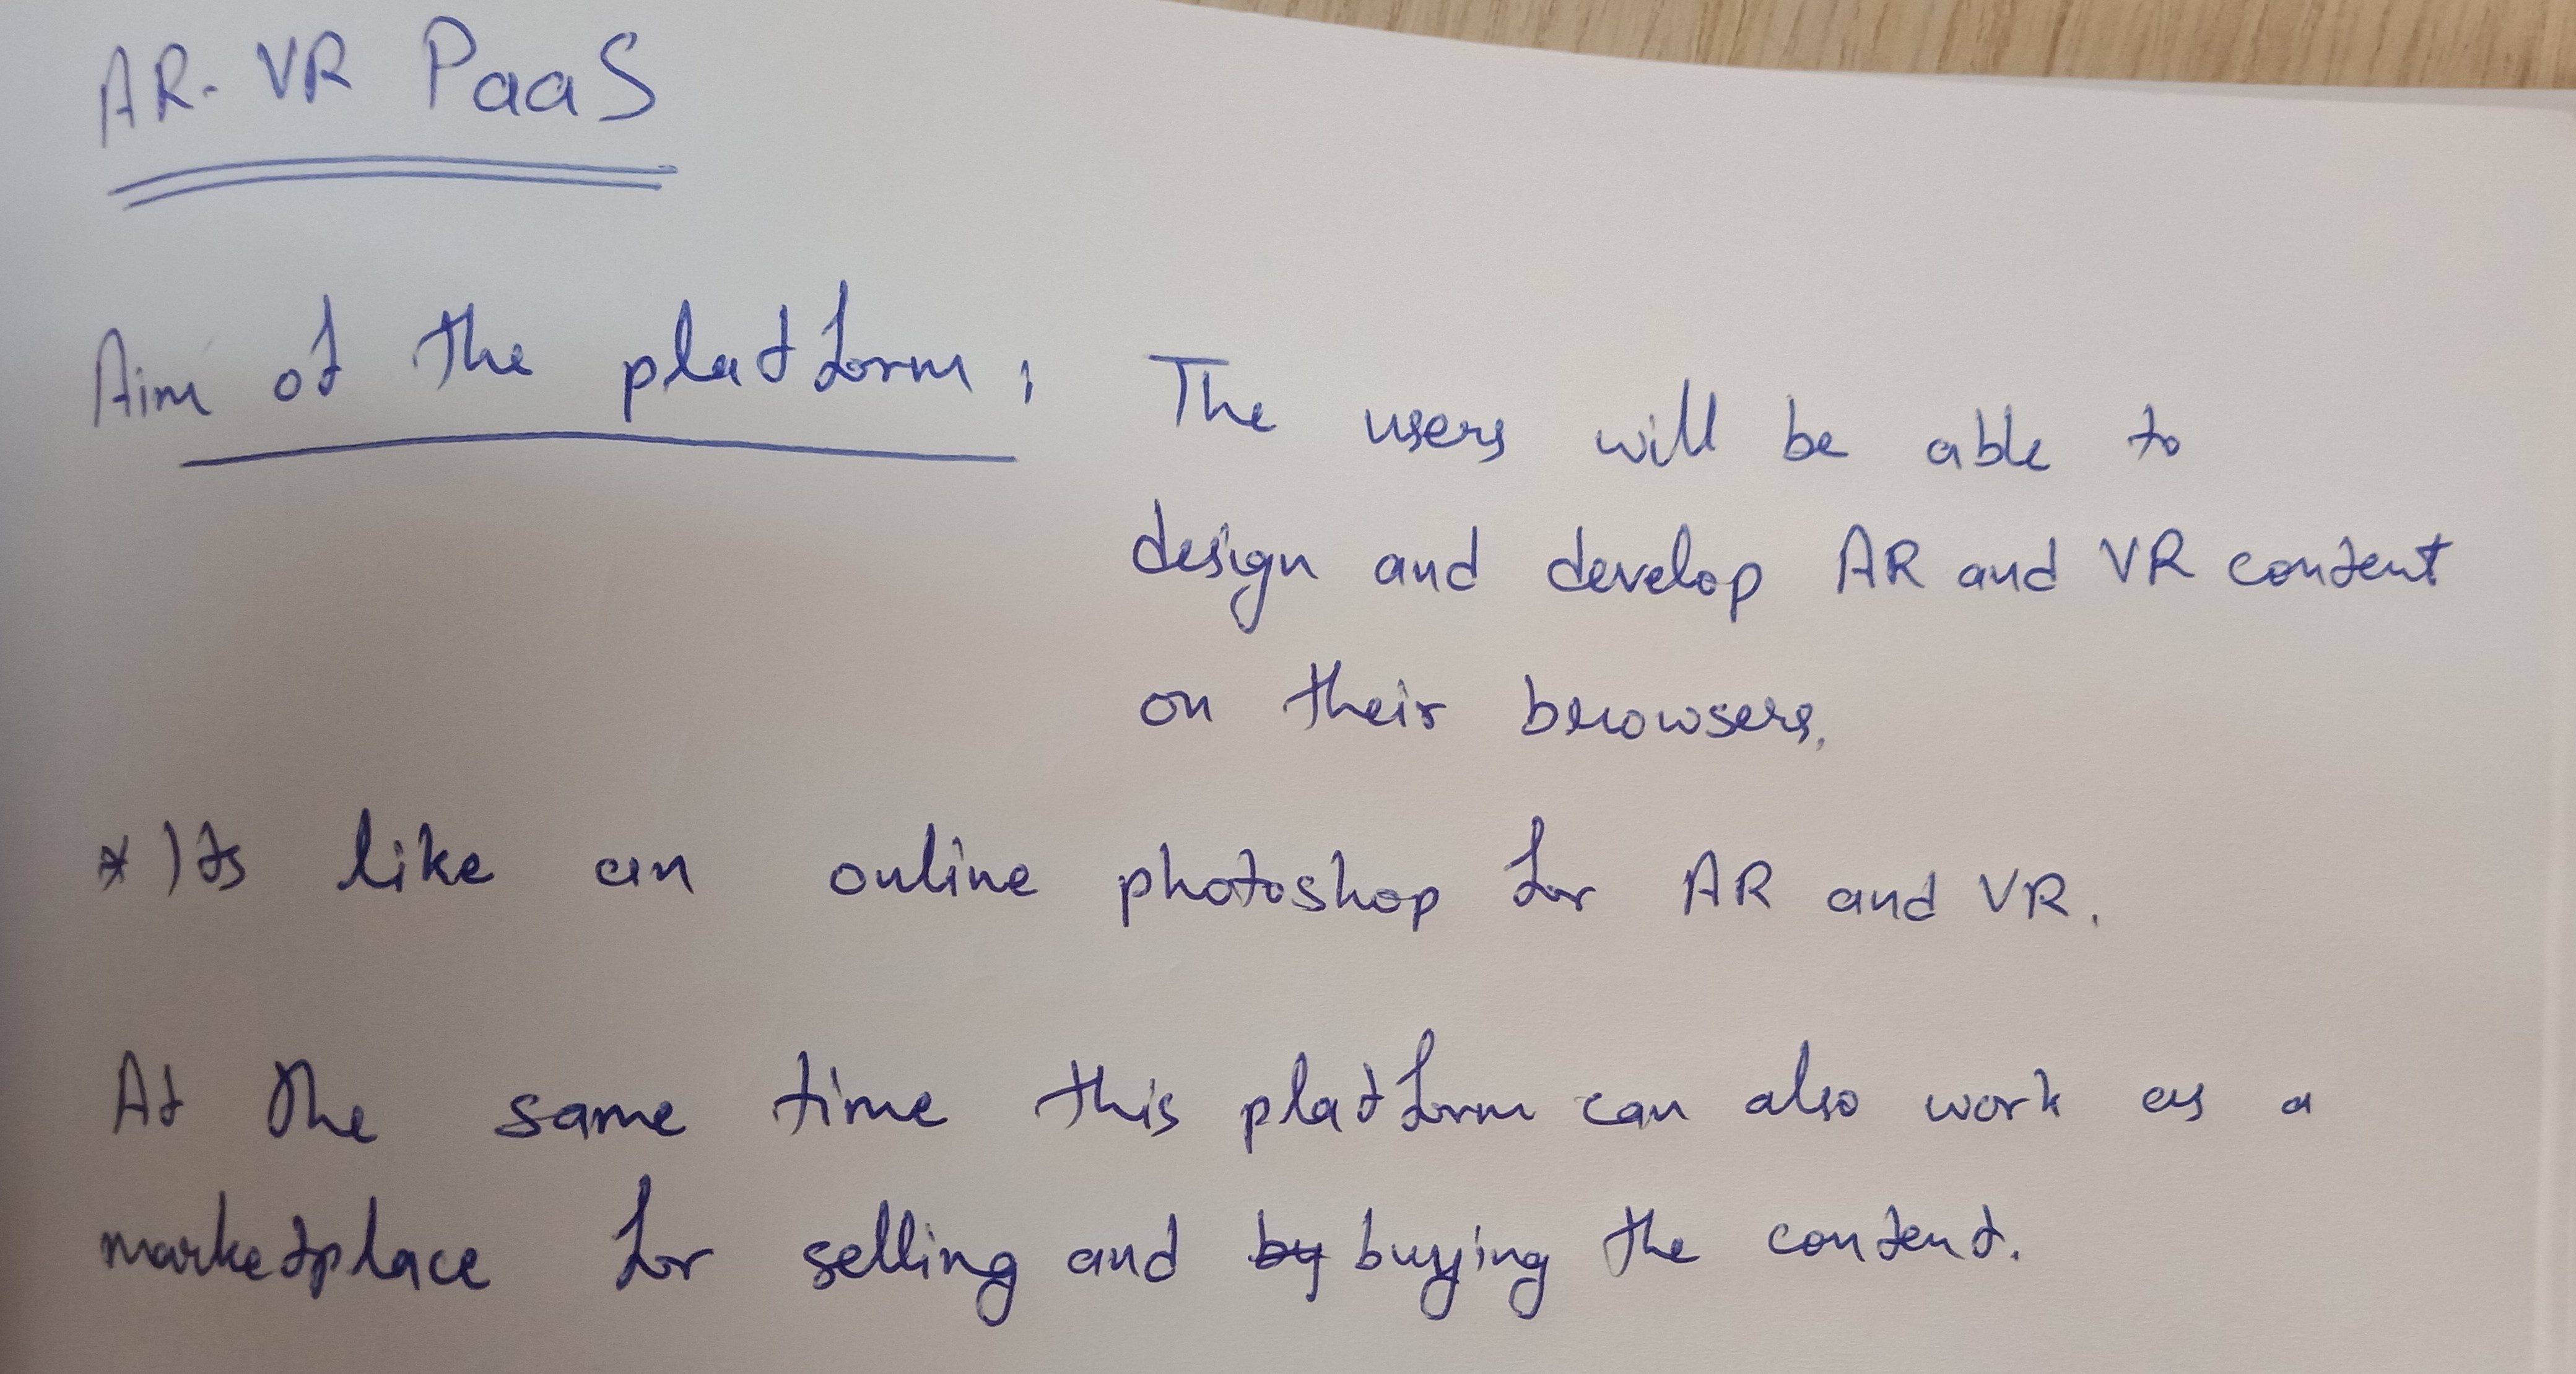 AR-VR PaaS
Aim of the platform: The users will be able to
design and develop AR and VR content
on their browsers.
* Its like an online photoshop for AR and VR.
At the same time this platform can also work as a
marketplace for selling and by buying the content.